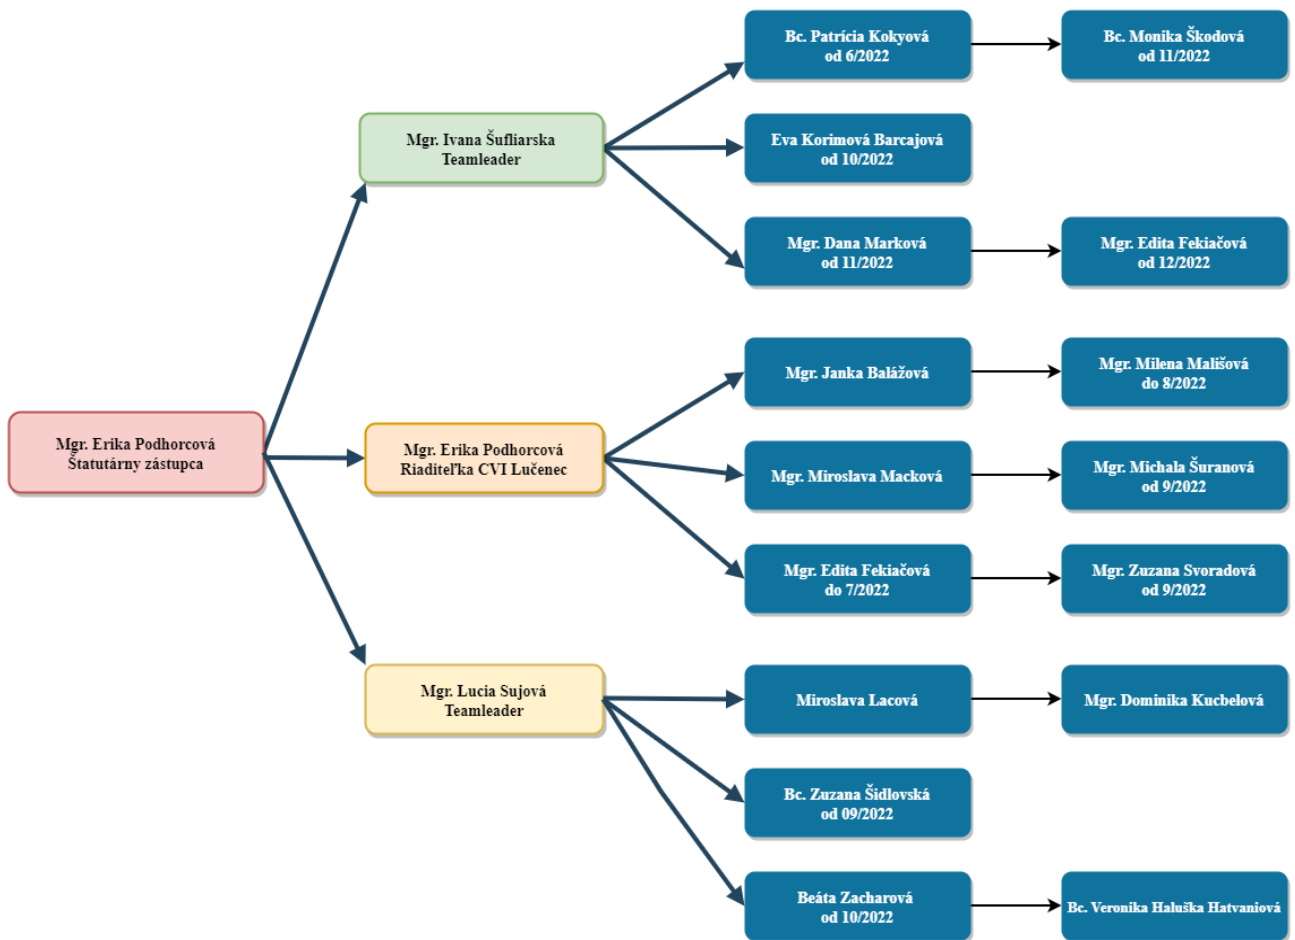 Bc. Patrícia Kokyová
od 6/2022
Bc. Monika Škodová
od 11/2022
Mgr. Ivana Šufliarska
Teamleader
Eva Korimová Barcajová
od 10/2022
Mgr. Dana Marková
od 11/2022
Mgr. Edita Fekiačová
od 12/2022
Mgr. Erika Podhorcová
Štatutárny zástupca
Mgr. Erika Podhorcová
Riaditeľka CVI Lučenec
Mgr. Janka Balážová
Mgr. Milena Mališová
do 8/2022
Mgr. Miroslava Macková
Mgr. Michala Šuranová
od 9/2022
Mgr. Edita Fekiačová
do 7/2022
Mgr. Zuzana Svoradová
od 9/2022
Mgr. Lucia Sujová
Teamleader
Miroslava Lacová
Mgr. Dominika Kucbelová
Bc. Zuzana Šidlovská
od 09/2022
Beáta Zacharová
od 10/2022
Bc. Veronika Haluška Hatvaniová